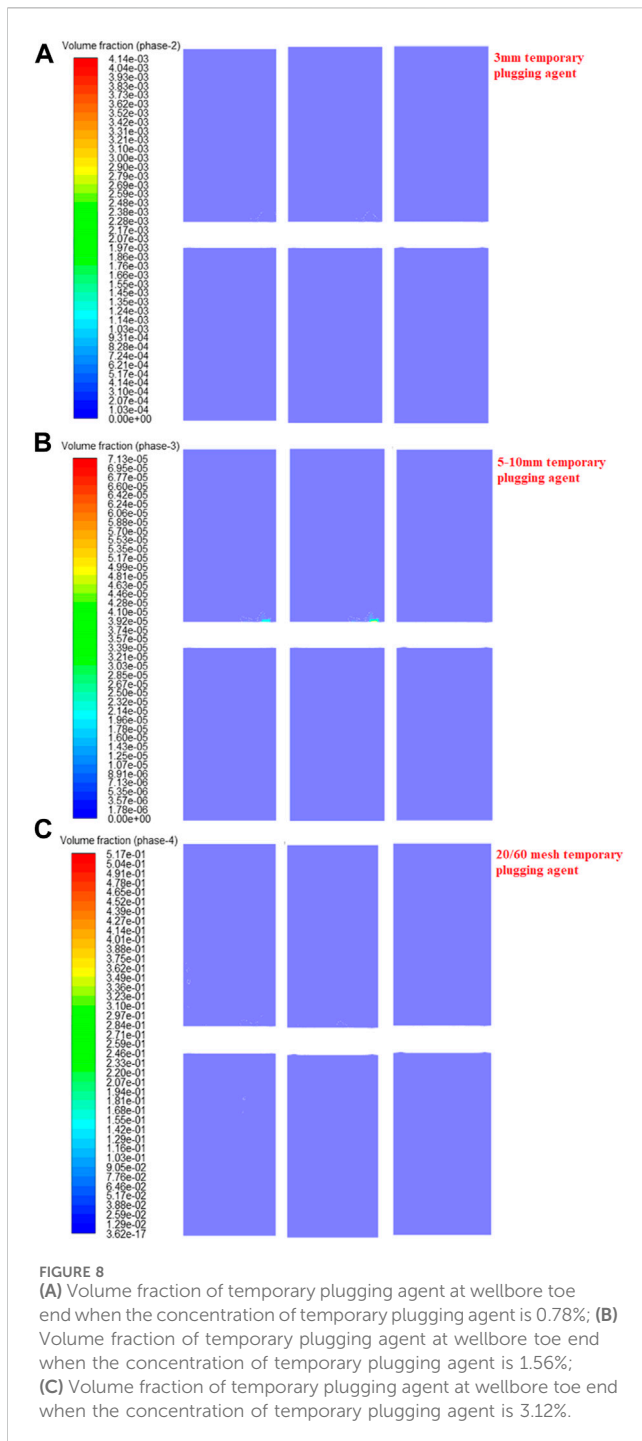 A
Volume fraction (phase-2)
4.14e-03
4.04e-03
3.93e-03
3.83e-03
3.73e-03
3.62e-03
3.52e-03
3.42e-03
3.31e-03
3.21e-03
3.10e-03
3.00e-03
2.90e-03
2.79e-03
2.69e-03
2.59e-03
2.48e-03
2.38e-03
2.28e-03
2.17e-03
2.07e-03
1.97e-03
1.86e-03
1.76e-03
1.66e-03
1.55e-03
1.45e-03
1.35e-03
1.24e-03
1.14e-03
1.03e-03
9.31e-04
8.28e-04
7.24e-04
6.21e-04
5.17e-04
4.14e-04
3.10e-04
2.07e-04
1.03e-04
0.00e+00
3mm temporary
plugging agent
B
Volume fraction (phase-3)
7.13e-05
6.95e-05
6.77e-05
6.60e-05
6.42e-05
6.24e-05
6.06e-05
5.88e-05
5.70e-05
5.53e-05
5.35e-05
5.17e-05
4.99e-05
4.81e-05
4.63e-05
4.46e-05
4.28e-05
4.10e-05
3.92e-05
3.74e-05
3.57e-05
3.39e-05
3.21e-05
3.03e-05
2.85e-05
2.67e-05
2.50e-05
2.32e-05
2.14e-05
1.96e-05
1.78e-05
1.60e-05
1.43e-05
1.25e-05
1.07e-05
8.91e-06
7.13e-06
5.35e-06
3.57e-06
1.78e-06
0.00e+00
5-10mm temporary
plugging agent
C
Volume fraction (phase-4)
5.17e-01
5.04e-01
4.91e-01
4.78e-01
4.65e-01
4.52e-01
4.39e-01
4.27e-01
4.14e-01
4.01e-01
3.88e-01
3.75e-01
3.62e-01
3.49e-01
3.36e-01
3.23e-01
3.10e-01
2.97e-01
2.84e-01
2.71e-01
2.59e-01
2.46e-01
2.33e-01
2.20e-01
2.07e-01
1.94e-01
1.81e-01
1.68e-01
1.55e-01
1.42e-01
1.29e-01
1.16e-01
1.03e-01
9.05e-02
7.76e-02
6.46e-02
5.17e-02
3.88e-02
2.59e-02
1.29e-02
3.62e-17
20/60 mesh temporary
plugging agent
FIGURE 8
(A) Volume fraction of temporary plugging agent at wellbore toe
end when the concentration of temporary plugging agent is 0.78%; (B)
Volume fraction of temporary plugging agent at wellbore toe end
when the concentration of temporary plugging agent is 1.56%;
(C) Volume fraction of temporary plugging agent at wellbore toe end
when the concentration of temporary plugging agent is 3.12%.